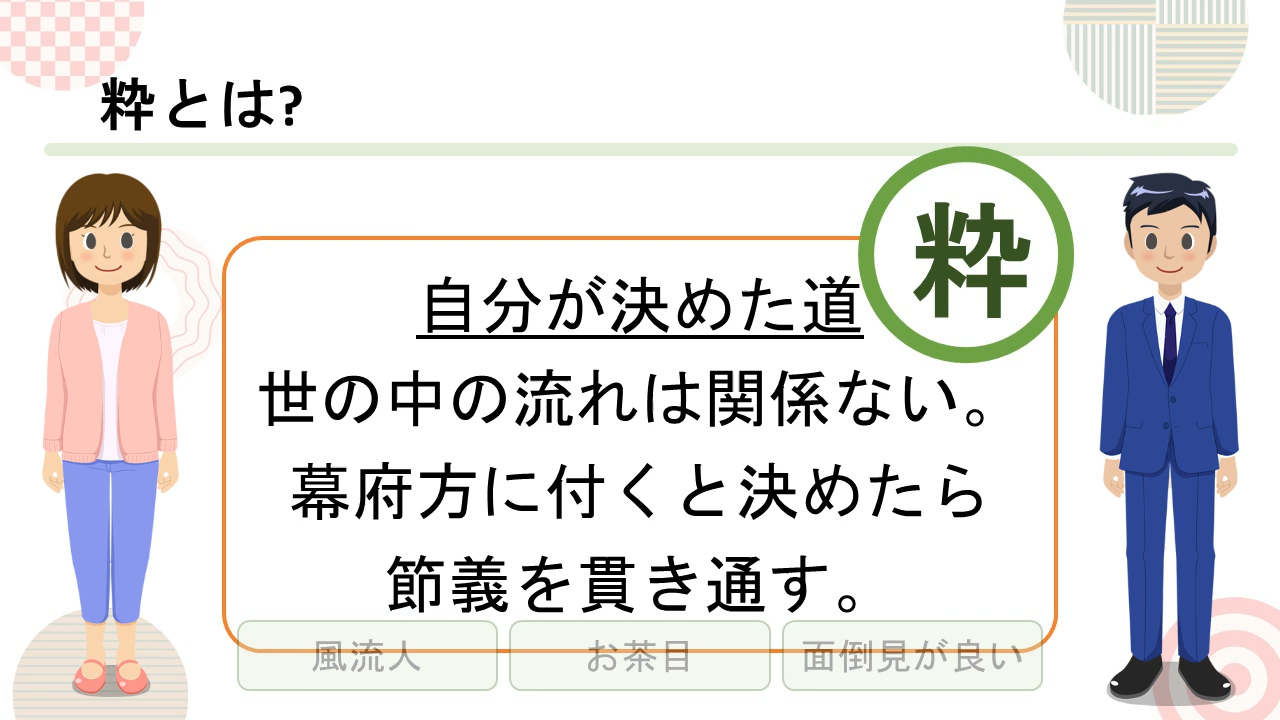 粋とは?
粋
自分が決めた道
世の中の流れは関係ない。
幕府方に付くと決めたら
節義を貫き通す。
風流人
お茶目
面倒見が良い